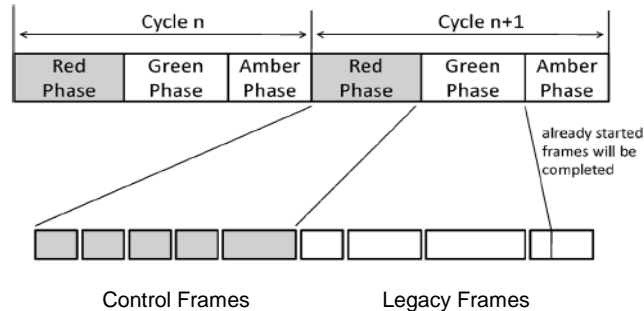 Cycle n
Cycle n+1
Red Phase
Green Phase
Amber Phase
Red Phase
Green Phase
Amber Phase
already started
frames will be
completed
Control Frames
Legacy Frames